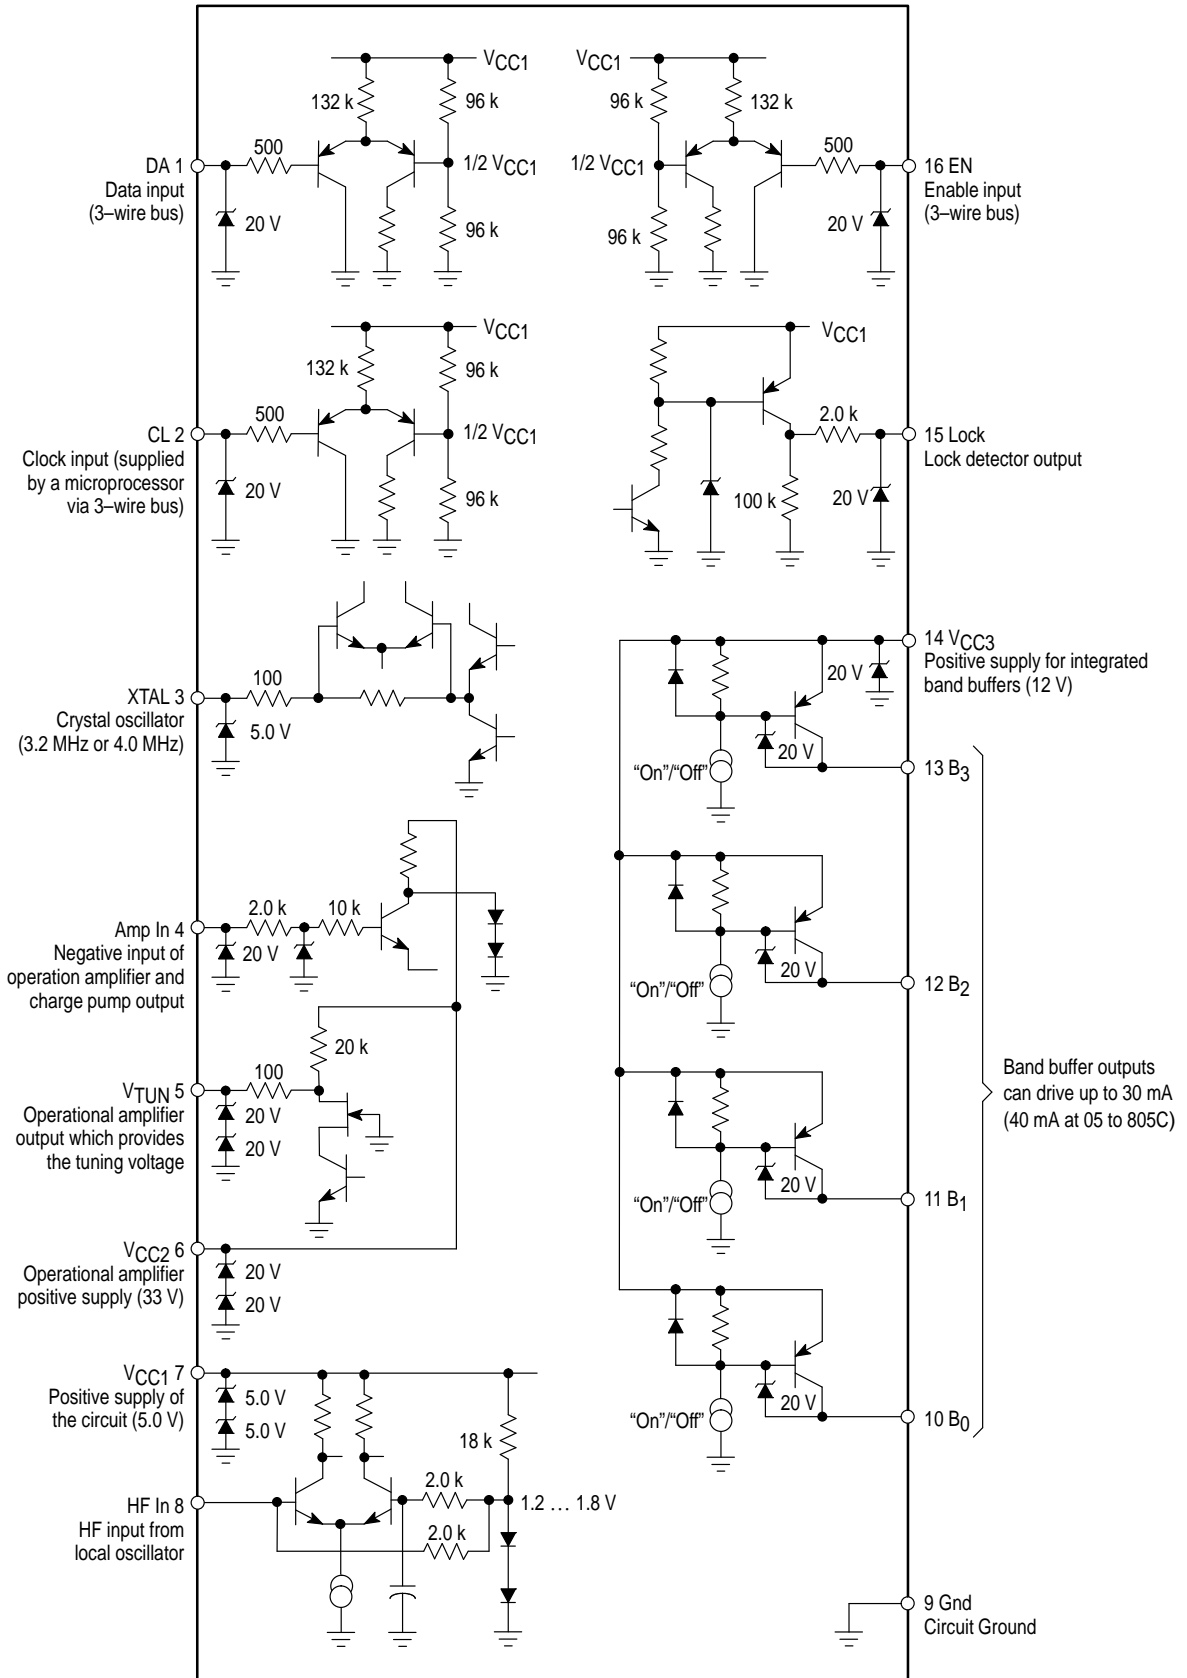 VCC1
132 k
96 k
500
DA 1
Data input
(3–wire bus)
20 V
1/2 VCC1
96 k
VCC1
96 k
132 k
1/2 VCC1
500
16 EN
Enable input
(3–wire bus)
96 k
20 V
VCC1
132 k
96 k
500
CL 2
Clock input (supplied
by a microprocessor
via 3–wire bus)
20 V
1/2 VCC1
96 k
VCC1
2.0 k
15 Lock
Lock detector output
100 k
20 V
100
XTAL 3
Crystal oscillator
(3.2 MHz or 4.0 MHz)
5.0 V
14 VCC3
Positive supply for integrated
band buffers (12 V)
20 V
20 V
“On”/“Off”
13 B3
2.0 k
10 k
Amp In 4
Negative input of
operation amplifier and
charge pump output
20 V
20 V
“On”/“Off”
12 B2
20 k
100
VTUN 5
Operational amplifier
output which provides
the tuning voltage
20 V
20 V
Band buffer outputs
can drive up to 30 mA
(40 mA at 05 to 805C)
20 V
“On”/“Off”
11 B1
VCC2 6
Operational amplifier
positive supply (33 V)
20 V
20 V
20 V
“On”/“Off”
10 B0
VCC1 7
Positive supply of
the circuit (5.0 V)
5.0 V
5.0 V
18 k
2.0 k
1.2 … 1.8 V
HF In 8
HF input from
local oscillator
2.0 k
9 Gnd
Circuit Ground